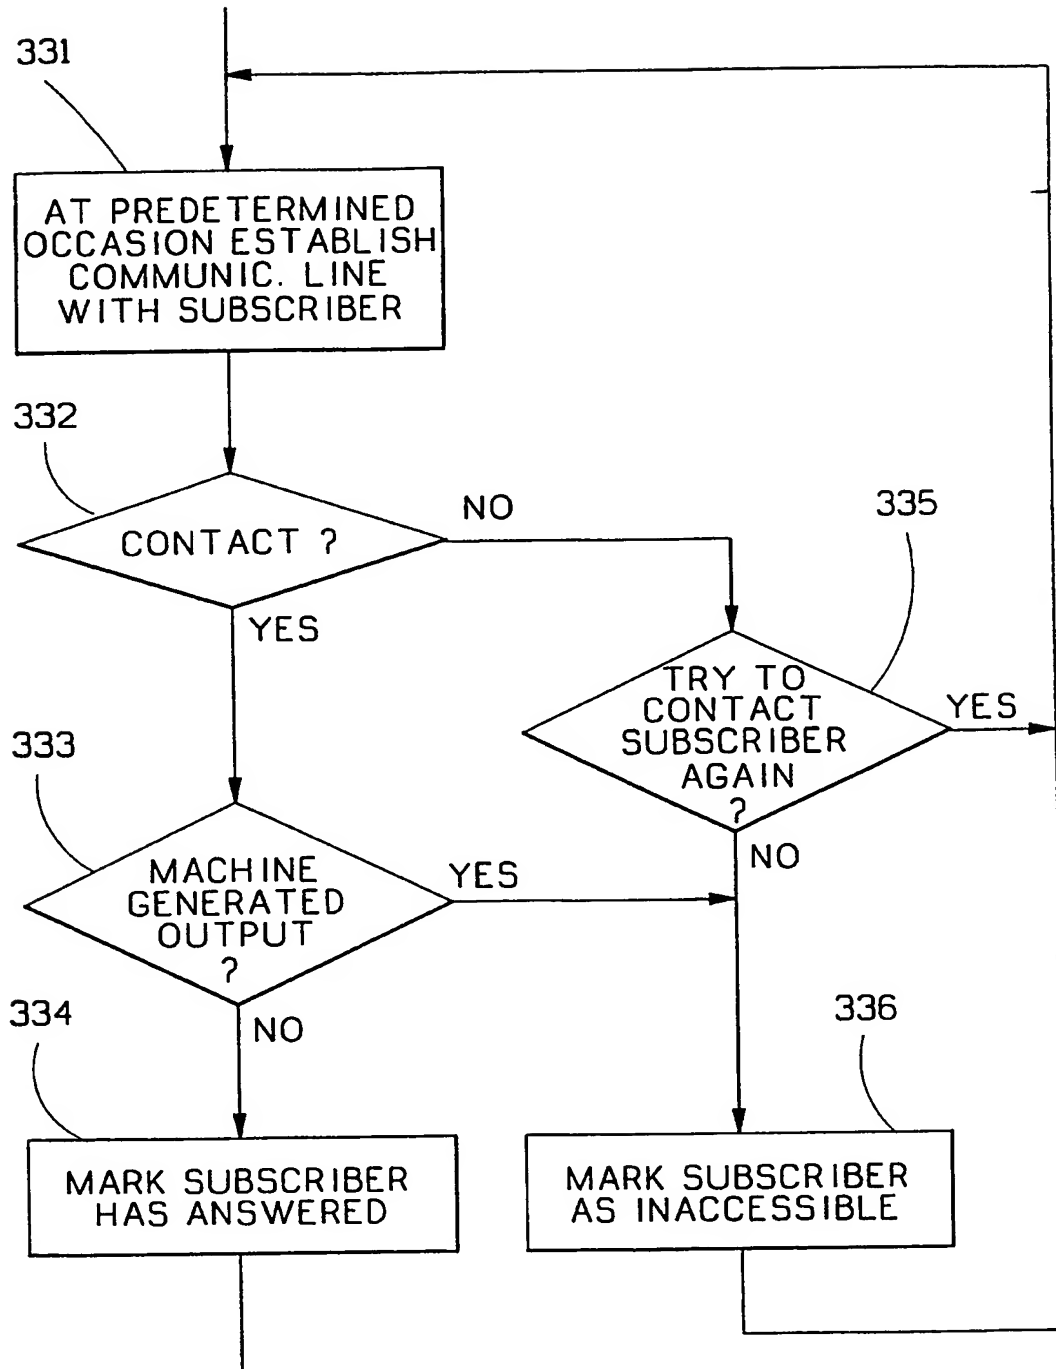 331
AT PREDETERMINED
OCCASION ESTABLISH
COMMUNIC. LINE
WITH SUBSCRIBER
332
CONTACT ?
NO
YES
335
TRY TO
CONTACT
SUBSCRIBER
AGAIN
?
YES
NO
333
MACHINE
GENERATED
OUTPUT
?
YES
NO
334
MARK SUBSCRIBER
HAS ANSWERED
336
MARK SUBSCRIBER
AS INACCESSIBLE